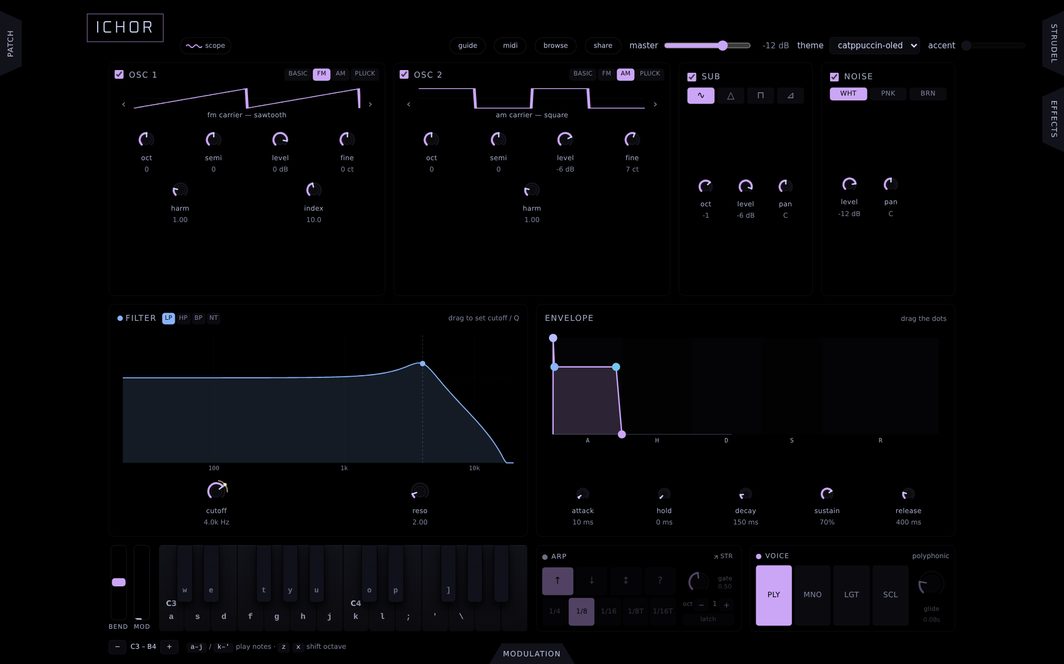 PATCH
ICHOR
scope
guide midi browse share master -12 dB theme catppuccin-oled accent
STRUDEL
EFFECTS
OSC 1 BASIC FM AM PLUCK
‹ ›
fm carrier — sawtooth
oct semi level fine
0 0 0 dB 0 ct
harm index
1.00 10.0
OSC 2 BASIC FM AM PLUCK
‹ ›
am carrier — square
oct semi level fine
0 0 -6 dB 7 ct
harm
1.00
SUB
oct level pan
-1 -6 dB C
NOISE
WHT PNK BRN
level pan
-12 dB C
FILTER LP HP BP NT drag to set cutoff / Q
100 1k 10k
cutoff reso
4.0k Hz 2.00
ENVELOPE drag the dots
A H D S R
attack hold decay sustain release
10 ms 0 ms 150 ms 70% 400 ms
w e t y u o p ]
C3 C4
a s d f g h j k l ; ' \
BEND MOD
− C3 – B4 + a–j / k–' play notes · z x shift octave
ARP ↗ STR
↑ ↓ ↕ ?
gate
0.50
1/4 1/8 1/16 1/8T 1/16T
oct − 1 +
latch
VOICE polyphonic
PLY MNO LGT SCL
glide
0.00s
MODULATION